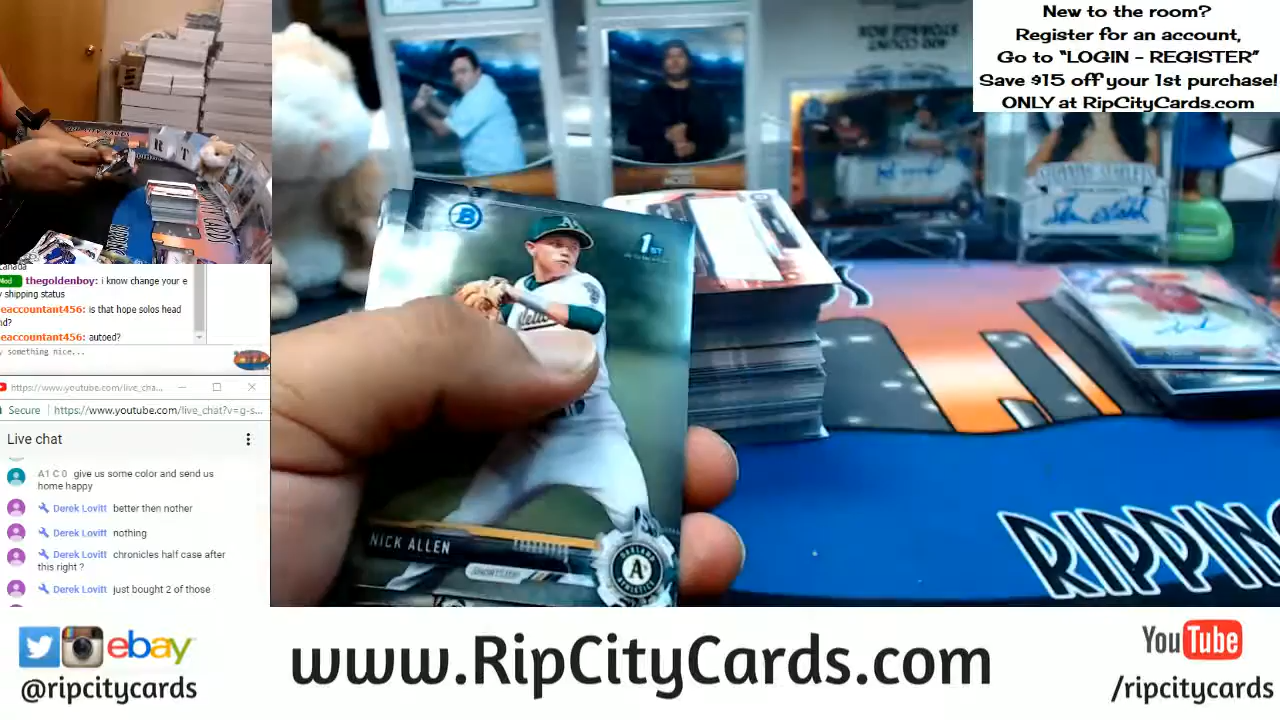 New to the room?
Register for an account,
Go to “LOGIN - REGISTER”
Save $15 off your 1st purchase!
ONLY at RipCityCards.com
thegoldenboy: i know change your e
shipping status
eaccountant456: is that hope solos head
eaccountant456: autoed?
something nice...
https://www.youtube.com/live_cha...
Secure https://www.youtube.com/live_chat?v=g-s...
Live chat
A1 C 0 give us some color and send us
home happy
Derek Lovitt better then nother
Derek Lovitt nothing
Derek Lovitt chronicles half case after
this right ?
Derek Lovitt just bought 2 of those
B
A's
1ST
NICK ALLEN
A's
RIPPIN
ebay
@ripcitycards
www.RipCityCards.com
YouTube
/ripcitycards